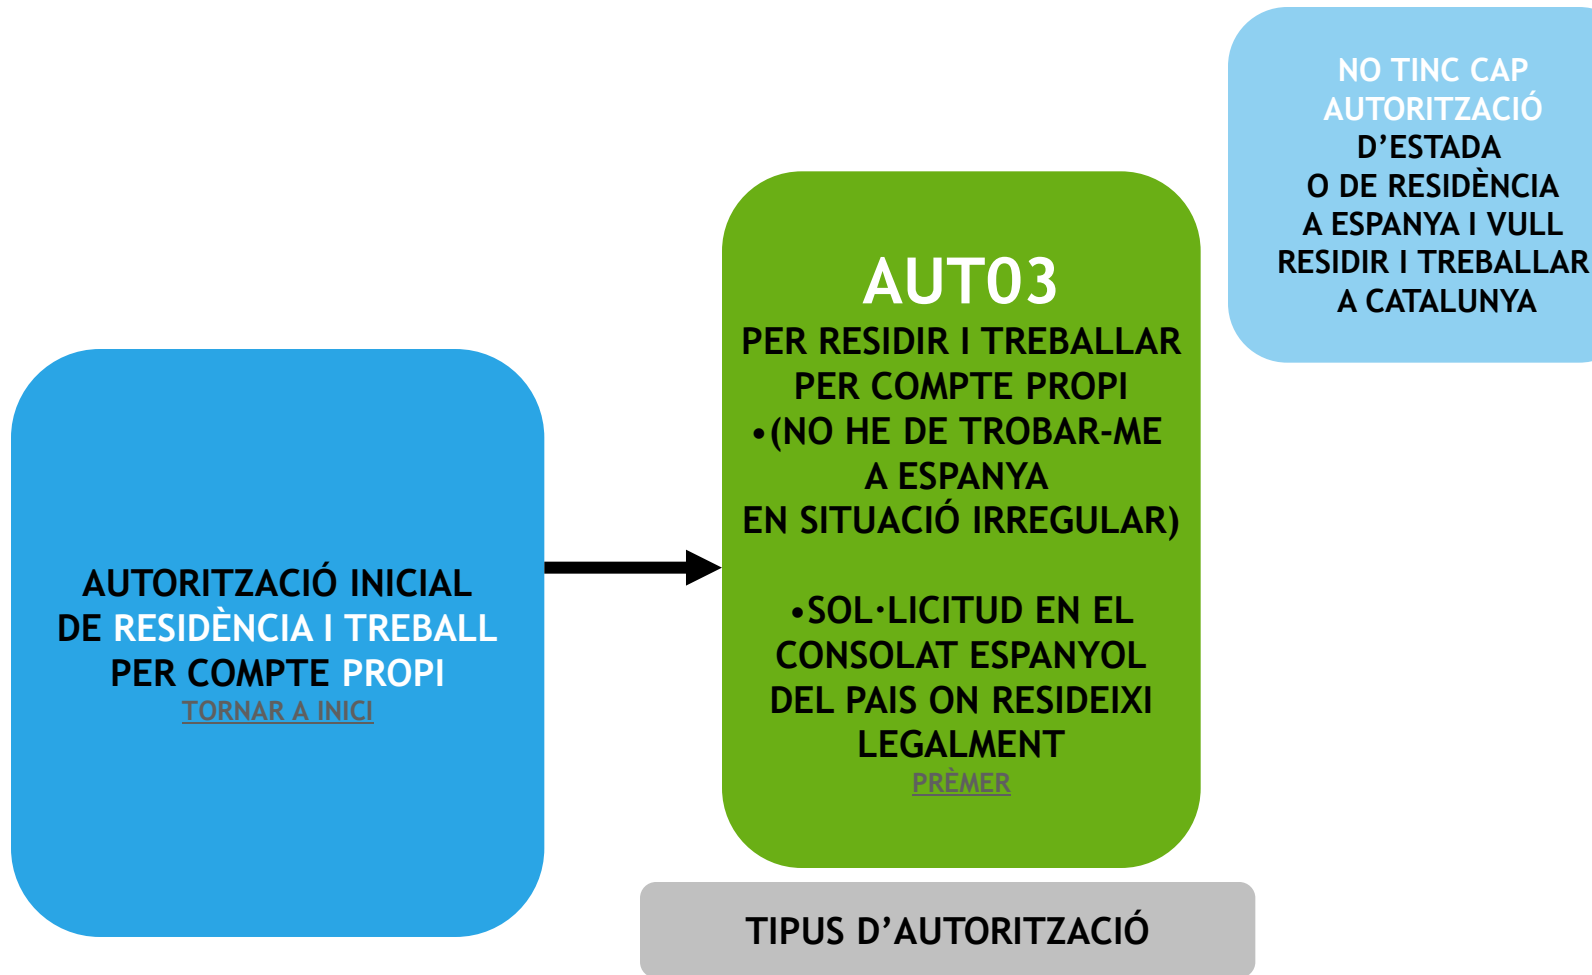 NO TINC CAP
AUTORITZACIÓ
D’ESTADA
O DE RESIDÈNCIA
A ESPANYA I VULL
RESIDIR I TREBALLAR
A CATALUNYA
AUTORITZACIÓ INICIAL
DE RESIDÈNCIA I TREBALL
PER COMPTE PROPI
TORNAR A INICI
AUT03
PER RESIDIR I TREBALLAR
PER COMPTE PROPI
•(NO HE DE TROBAR-ME
A ESPANYA
EN SITUACIÓ IRREGULAR)
•SOL·LICITUD EN EL
CONSOLAT ESPANYOL
DEL PAIS ON RESIDEIXI
LEGALMENT
PRÈMER
TIPUS D’AUTORITZACIÓ